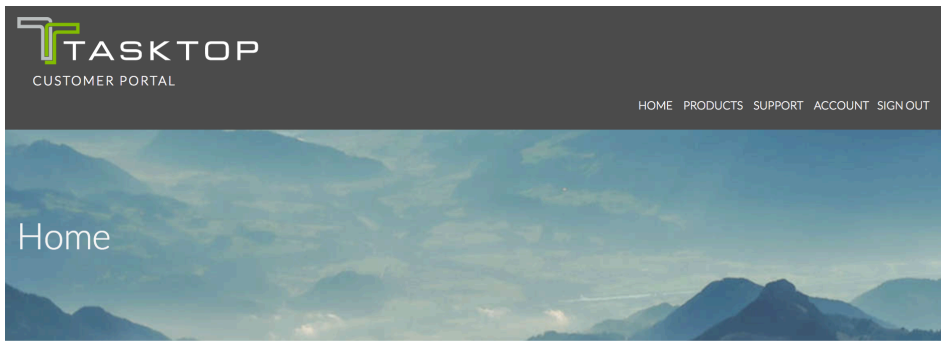 TASKTOP
CUSTOMER PORTAL
HOME PRODUCTS SUPPORT ACCOUNT SIGN OUT
Home